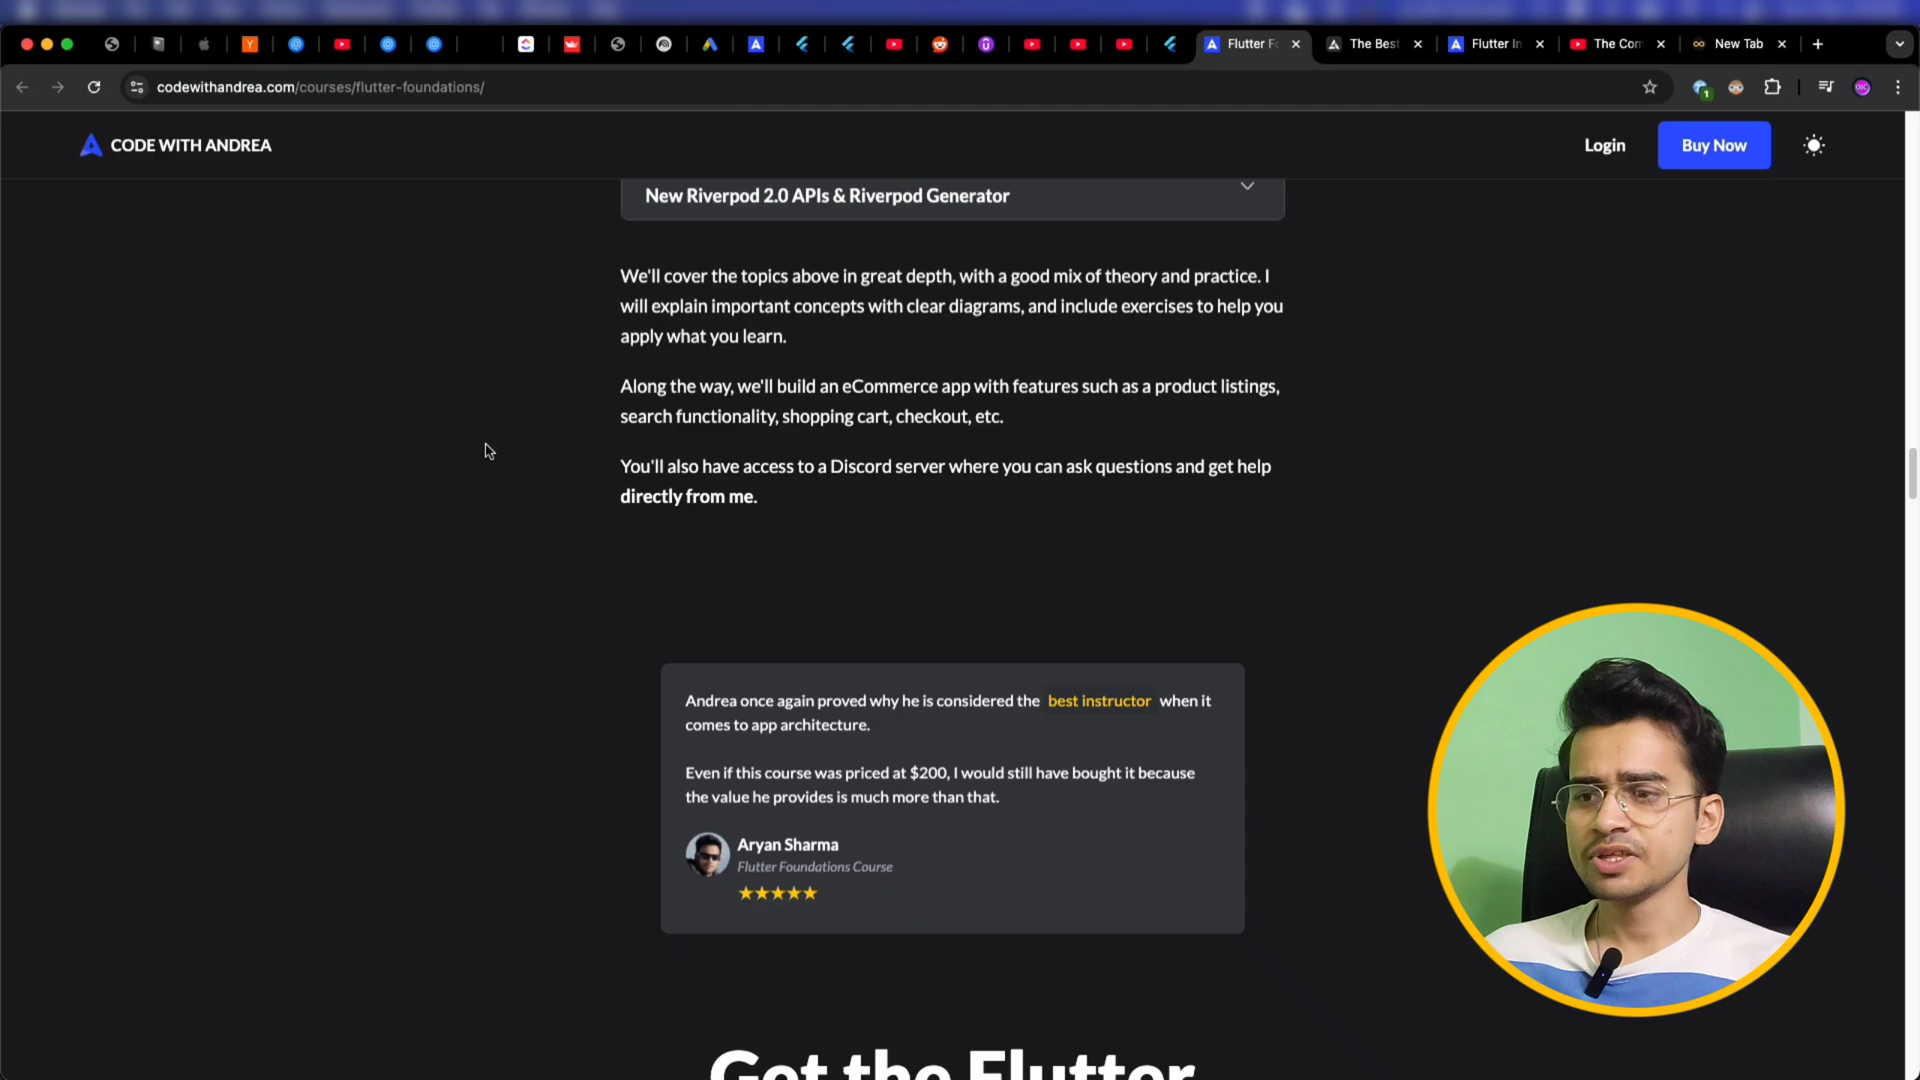 Flutter F
The Best
Flutter In
The Com
New Tab
codewithandrea.com/courses/flutter-foundations/
1
CODE WITH ANDREA
Login
Buy Now
New Riverpod 2.0 APIs & Riverpod Generator
We'll cover the topics above in great depth, with a good mix of theory and practice. I
will explain important concepts with clear diagrams, and include exercises to help you
apply what you learn.
Along the way, we'll build an eCommerce app with features such as a product listings,
search functionality, shopping cart, checkout, etc.
You'll also have access to a Discord server where you can ask questions and get help
directly from me.
Andrea once again proved why he is considered the best instructor when it
comes to app architecture.
Even if this course was priced at $200, I would still have bought it because
the value he provides is much more than that.
Aryan Sharma
Flutter Foundations Course
Get the Flutter